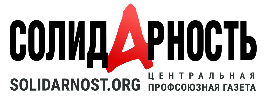 СОЛИДАРНОСТЬ
SOLIDARNOST.ORG ЦЕНТРАЛЬНАЯ
ПРОФСОЮЗНАЯ ГАЗЕТА